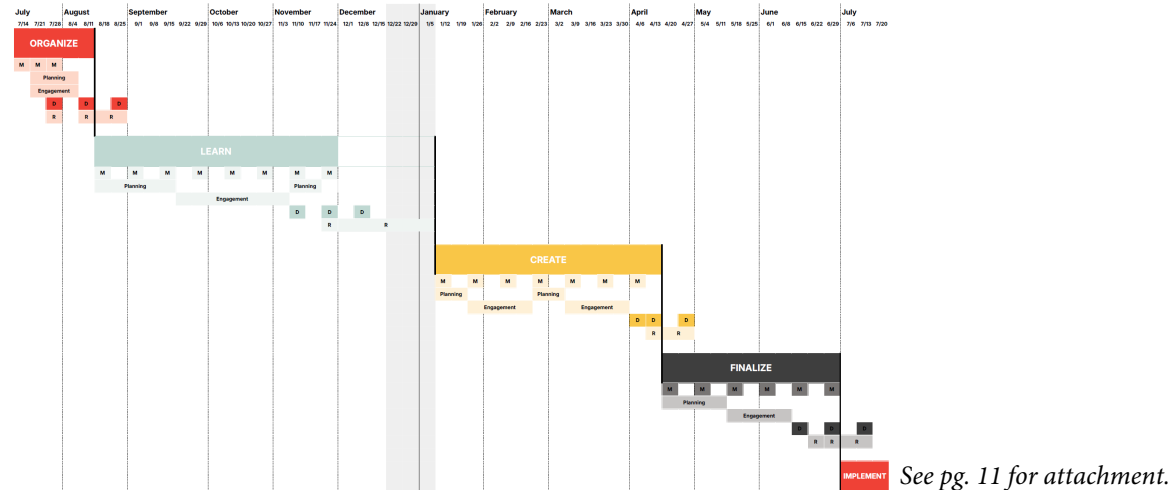 July August September October November December January February March April May June July
7/14 7/21 7/28 8/4 8/11 8/18 8/25 9/1 9/8 9/15 9/22 9/29 10/6 10/13 10/20 10/27 11/3 11/10 11/17 11/24 12/1 12/8 12/15 12/22 12/29 1/5 1/12 1/19 1/26 2/2 2/9 2/16 2/23 3/2 3/9 3/16 3/23 3/30 4/6 4/13 4/20 4/27 5/4 5/11 5/18 5/25 6/1 6/8 6/15 6/22 6/29 7/6 7/13 7/20
ORGANIZE
M M M
Planning
Engagement
D D D
R R R
LEARN
M M M M M M M M
Planning Planning
Engagement
D D D
R R
CREATE
M M M M M M M
Planning Planning
Engagement Engagement
D D D
R R
FINALIZE
M M M M M M
Planning
Engagement
D D D
R R R
IMPLEMENT See pg. 11 for attachment.